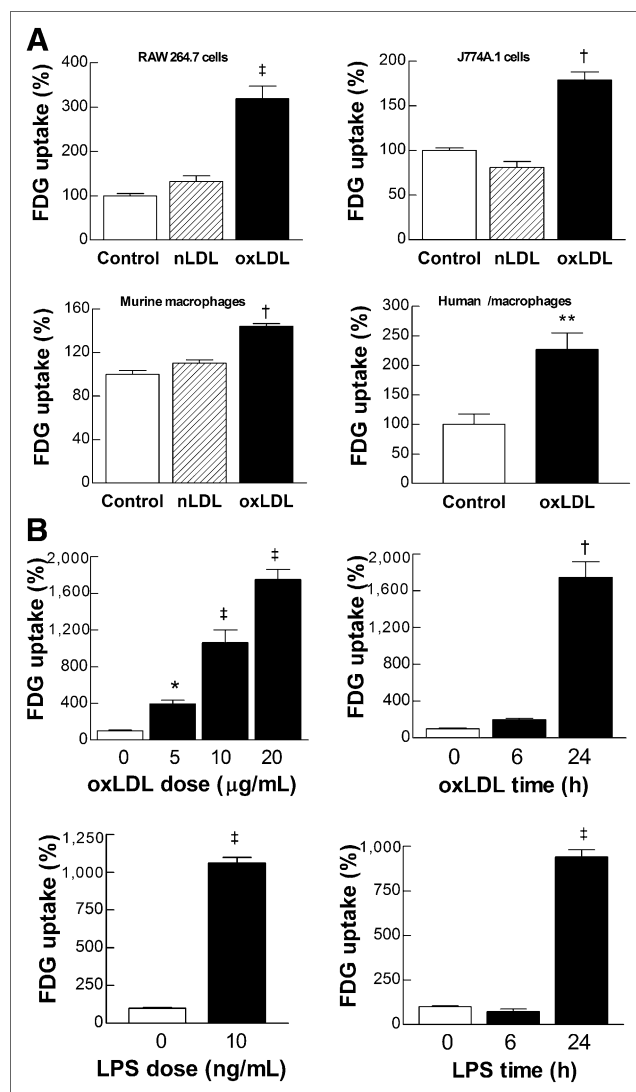 A
RAW 264.7 cells
FDG uptake (%)
400
300
200
100
0
‡
Control nLDL oxLDL
J774A.1 cells
FDG uptake (%)
200
150
100
50
0
†
Control nLDL oxLDL
Murine macrophages
FDG uptake (%)
160
120
80
40
0
†
Control nLDL oxLDL
Human /macrophages
FDG uptake (%)
300
250
200
150
100
50
0
**
Control oxLDL
B
FDG uptake (%)
2,000
1,600
1,200
800
400
0
*
‡
‡
0 5 10 20
oxLDL dose (µg/mL)
FDG uptake (%)
2,000
1,600
1,200
800
400
0
†
0 6 24
oxLDL time (h)
FDG uptake (%)
1,250
1,000
750
500
250
0
‡
0 10
LPS dose (ng/mL)
FDG uptake (%)
1,000
750
500
250
0
‡
0 6 24
LPS time (h)